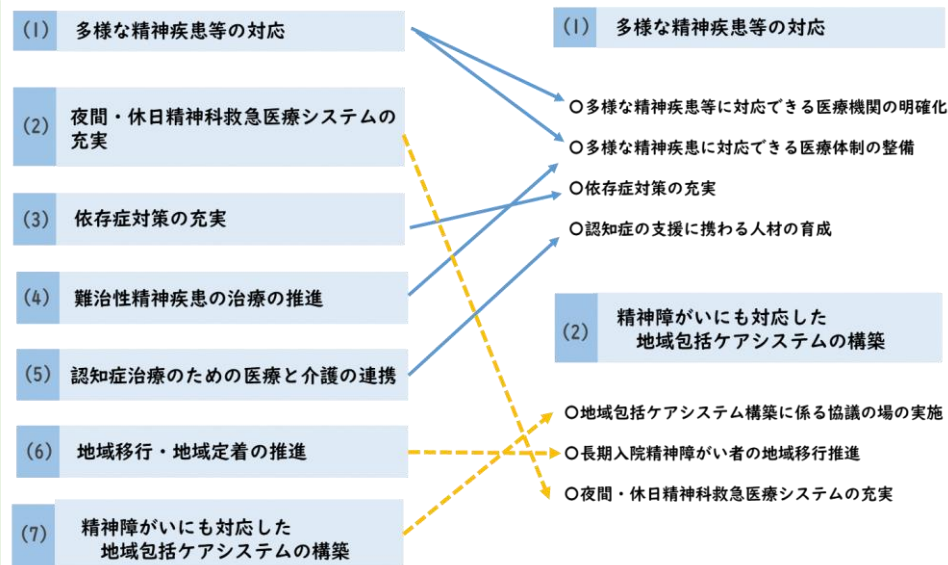 (1) 多様な精神疾患等の対応
(2) 夜間・休日精神科救急医療システムの
充実
(3) 依存症対策の充実
(4) 難治性精神疾患の治療の推進
(5) 認知症治療のための医療と介護の連携
(6) 地域移行・地域定着の推進
(7) 精神障がいにも対応した
地域包括ケアシステムの構築
(1) 多様な精神疾患等の対応
〇多様な精神疾患等に対応できる医療機関の明確化
〇多様な精神疾患に対応できる医療体制の整備
〇依存症対策の充実
〇認知症の支援に携わる人材の育成
(2) 精神障がいにも対応した
地域包括ケアシステムの構築
〇地域包括ケアシステム構築に係る協議の場の実施
〇長期入院精神障がい者の地域移行推進
〇夜間・休日精神科救急医療システムの充実